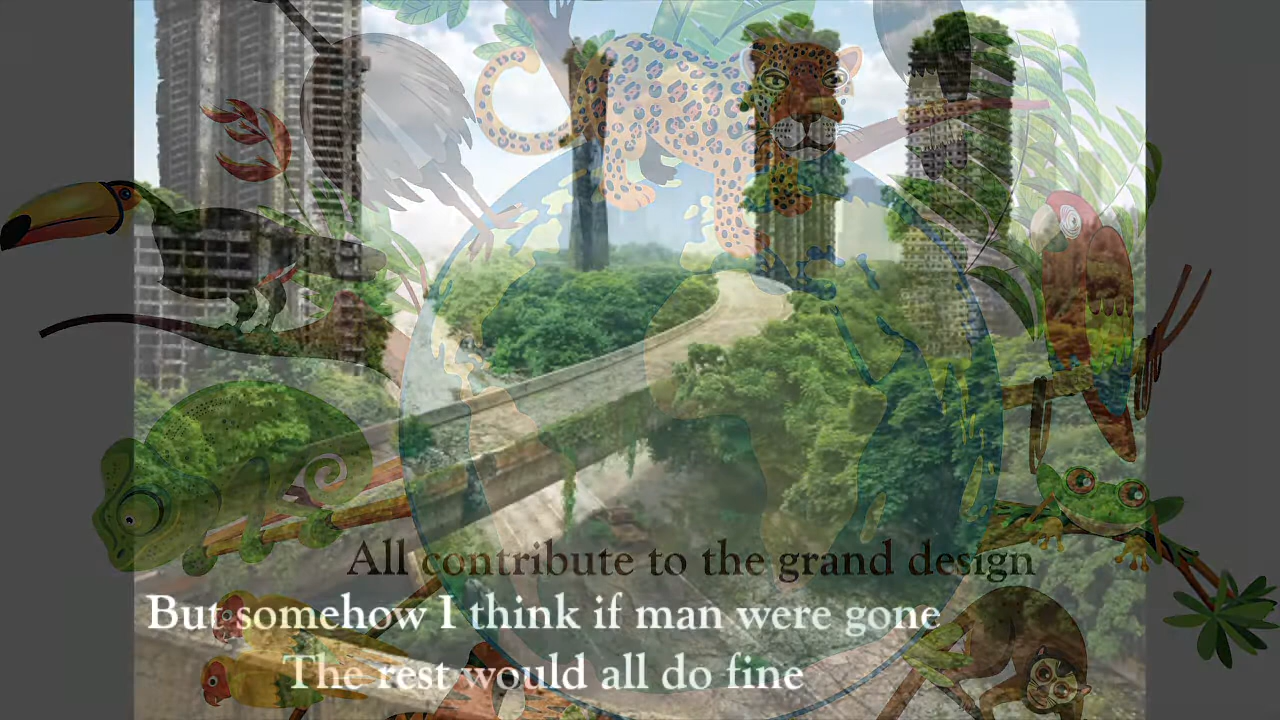 All contribute to the grand design
But somehow I think if man were gone
The rest would all do fine